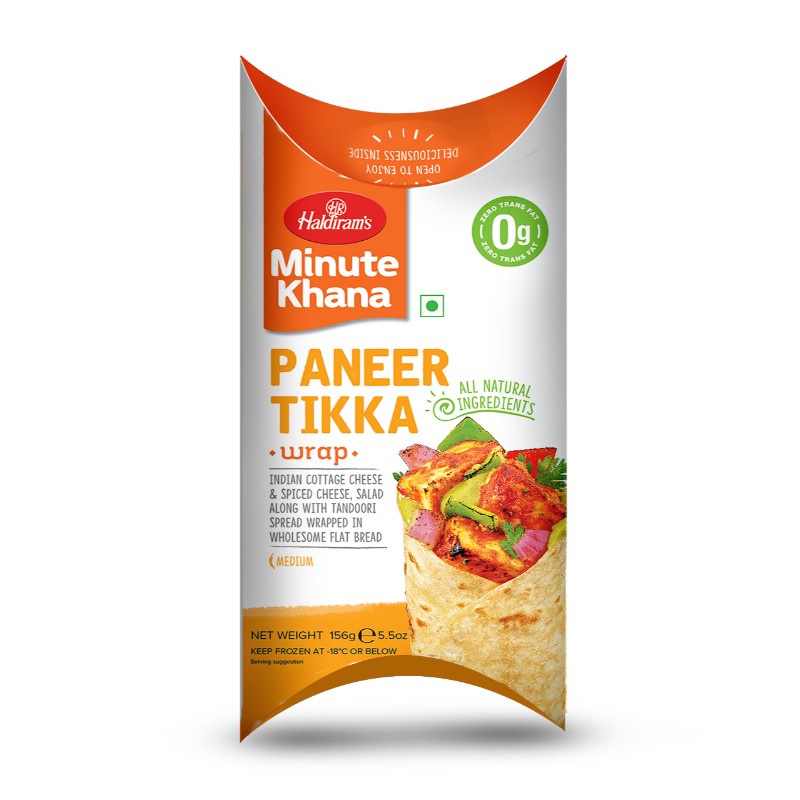 OPEN TO ENJOY
DELICIOUSNESS INSIDE
HR
Haldiram's
Minute
Khana
ZERO TRANS FAT
0g
ZERO TRANS FAT
PANEER
TIKKA
wrap
ALL NATURAL
INGREDIENTS
INDIAN COTTAGE CHEESE
& SPICED CHEESE, SALAD
ALONG WITH TANDOORI
SPREAD WRAPPED IN
WHOLESOME FLAT BREAD
MEDIUM
NET WEIGHT 156g ℮ 5.5oz
KEEP FROZEN AT -18°C OR BELOW
Serving suggestion